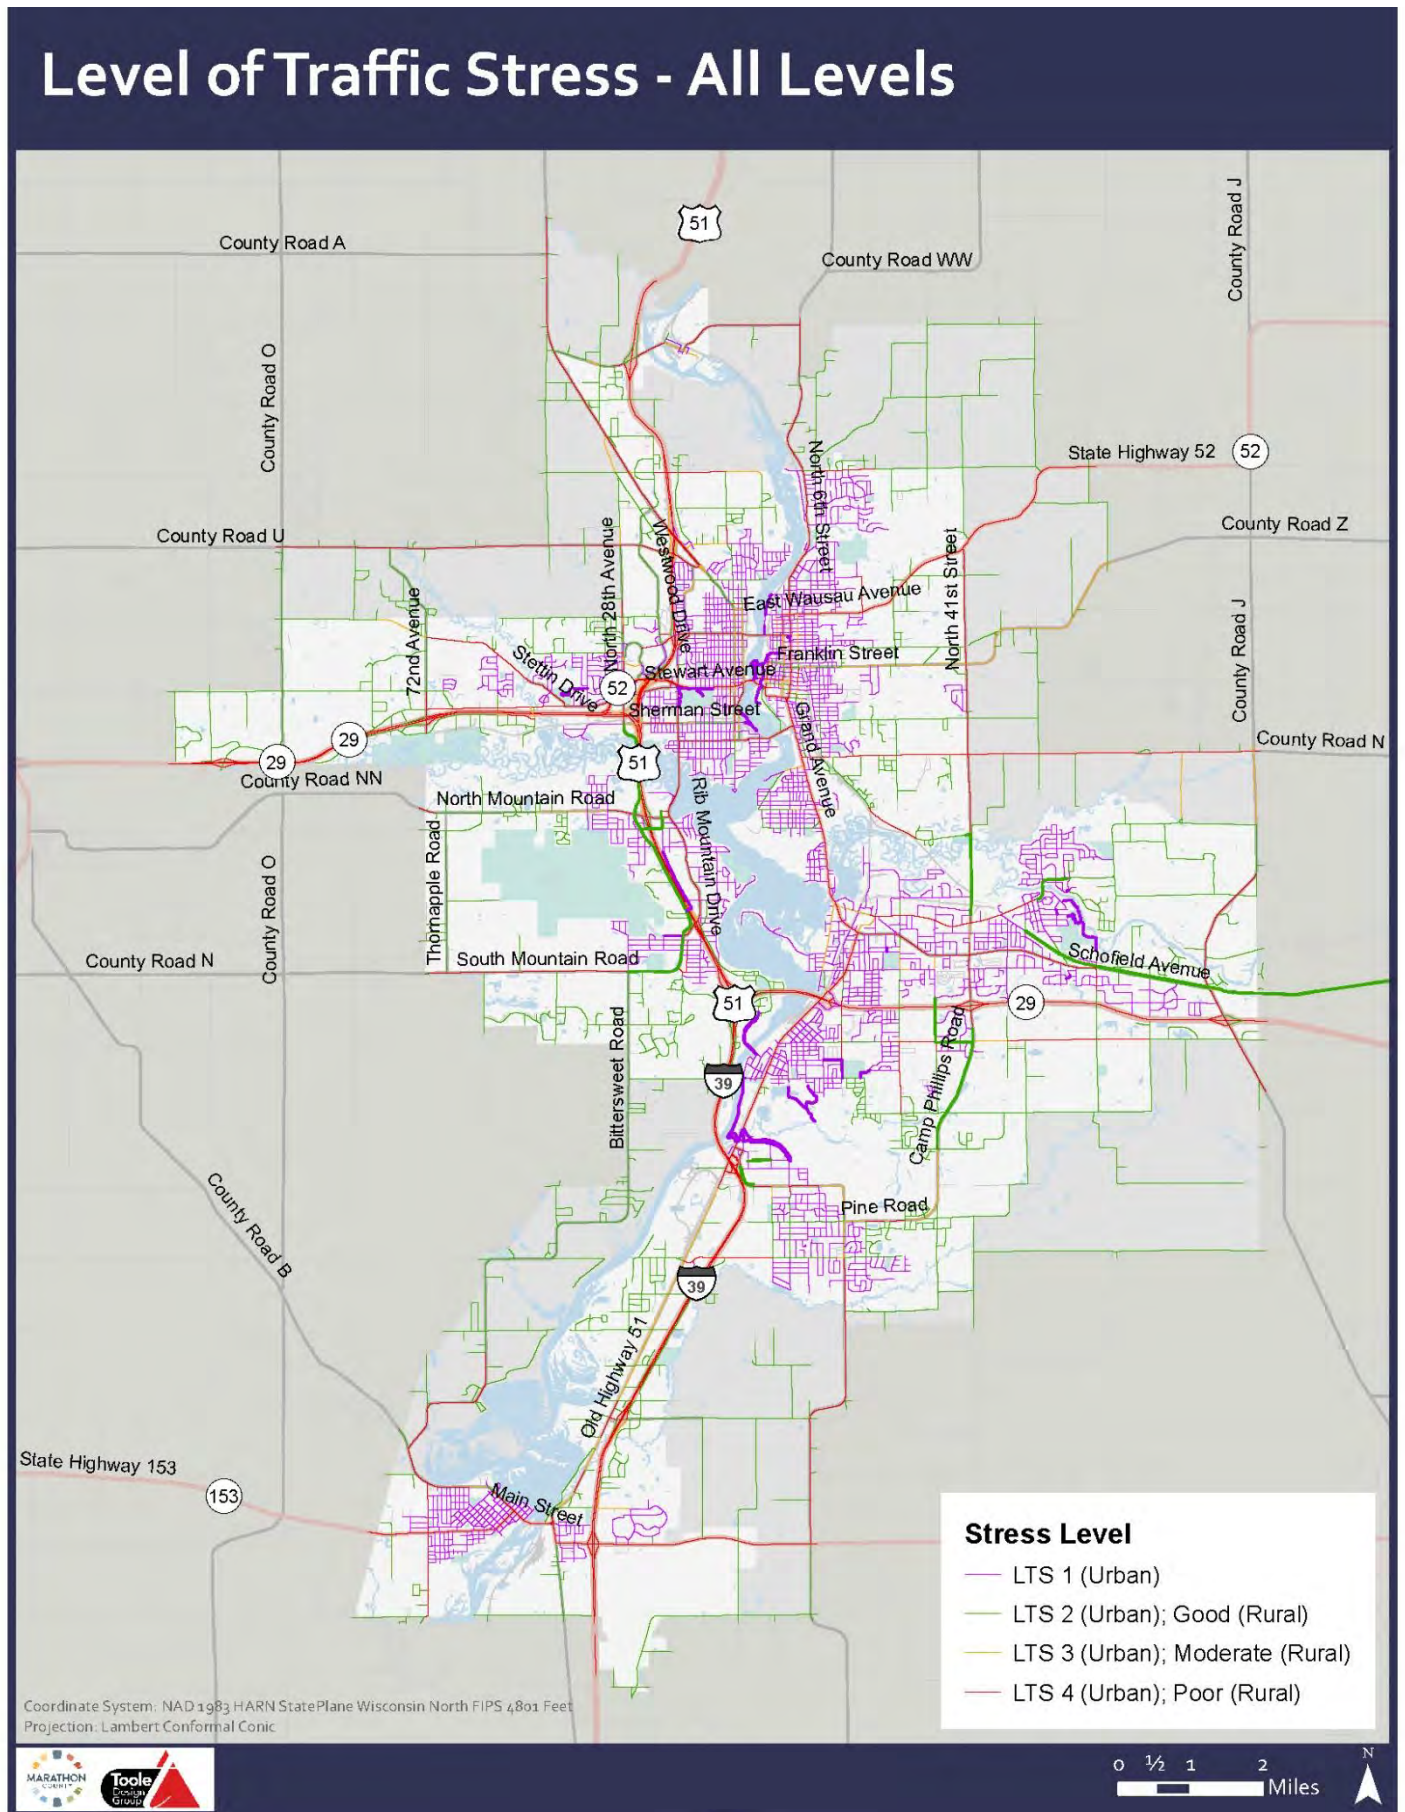 Level of Traffic Stress - All Levels
51
County Road J
County Road A
County Road WW
County Road O
North 6th Street
State Highway 52
52
County Road Z
County Road U
North 28th Avenue
Westwood Drive
North 41st Street
72nd Avenue
East Wausau Avenue
County Road J
Stettin Drive
Franklin Street
52
Stewart Avenue
Sherman Street
Grand Avenue
29
29
51
County Road N
County Road NN
North Mountain Road
Rib Mountain Drive
Thornapple Road
County Road O
County Road N
South Mountain Road
Schofield Avenue
51
29
Bittersweet Road
39
Camp Phillips Road
County Road B
Pine Road
39
Old Highway 51
State Highway 153
153
Main Street
Stress Level
LTS 1 (Urban)
LTS 2 (Urban); Good (Rural)
LTS 3 (Urban); Moderate (Rural)
LTS 4 (Urban); Poor (Rural)
Coordinate System: NAD 1983 HARN StatePlane Wisconsin North FIPS 4801 Feet
Projection: Lambert Conformal Conic
MARATHON
COUNTY
Toole
Design
Group
0 ½ 1 2
Miles
N